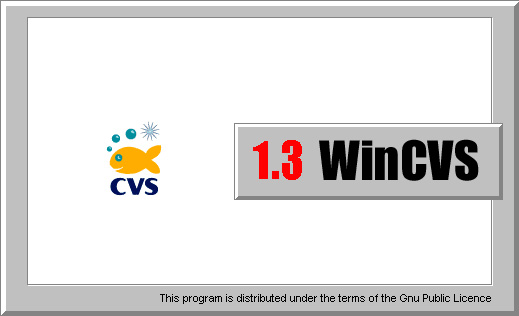 CVS
1.3 WinCVS
This program is distributed under the terms of the Gnu Public Licence